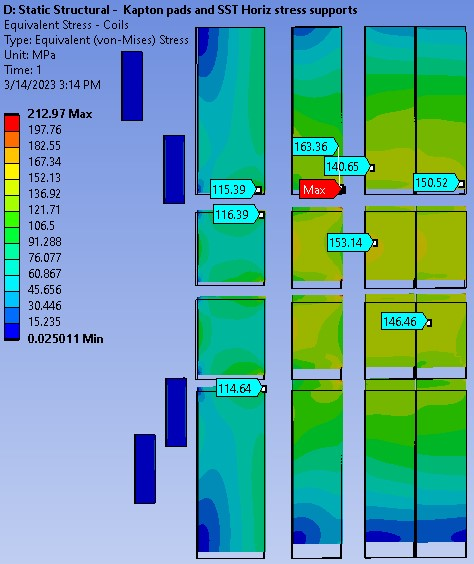 D: Static Structural - Kapton pads and SST Horiz stress supports
Equivalent Stress - Coils
Type: Equivalent (von-Mises) Stress
Unit: MPa
Time: 1
3/14/2023 3:14 PM
212.97 Max
197.76
182.55
167.34
152.13
136.92
121.71
106.5
91.288
76.077
60.867
45.656
30.446
15.235
0.025011 Min
163.36
140.65
150.52
115.39
Max
116.39
153.14
146.46
114.64